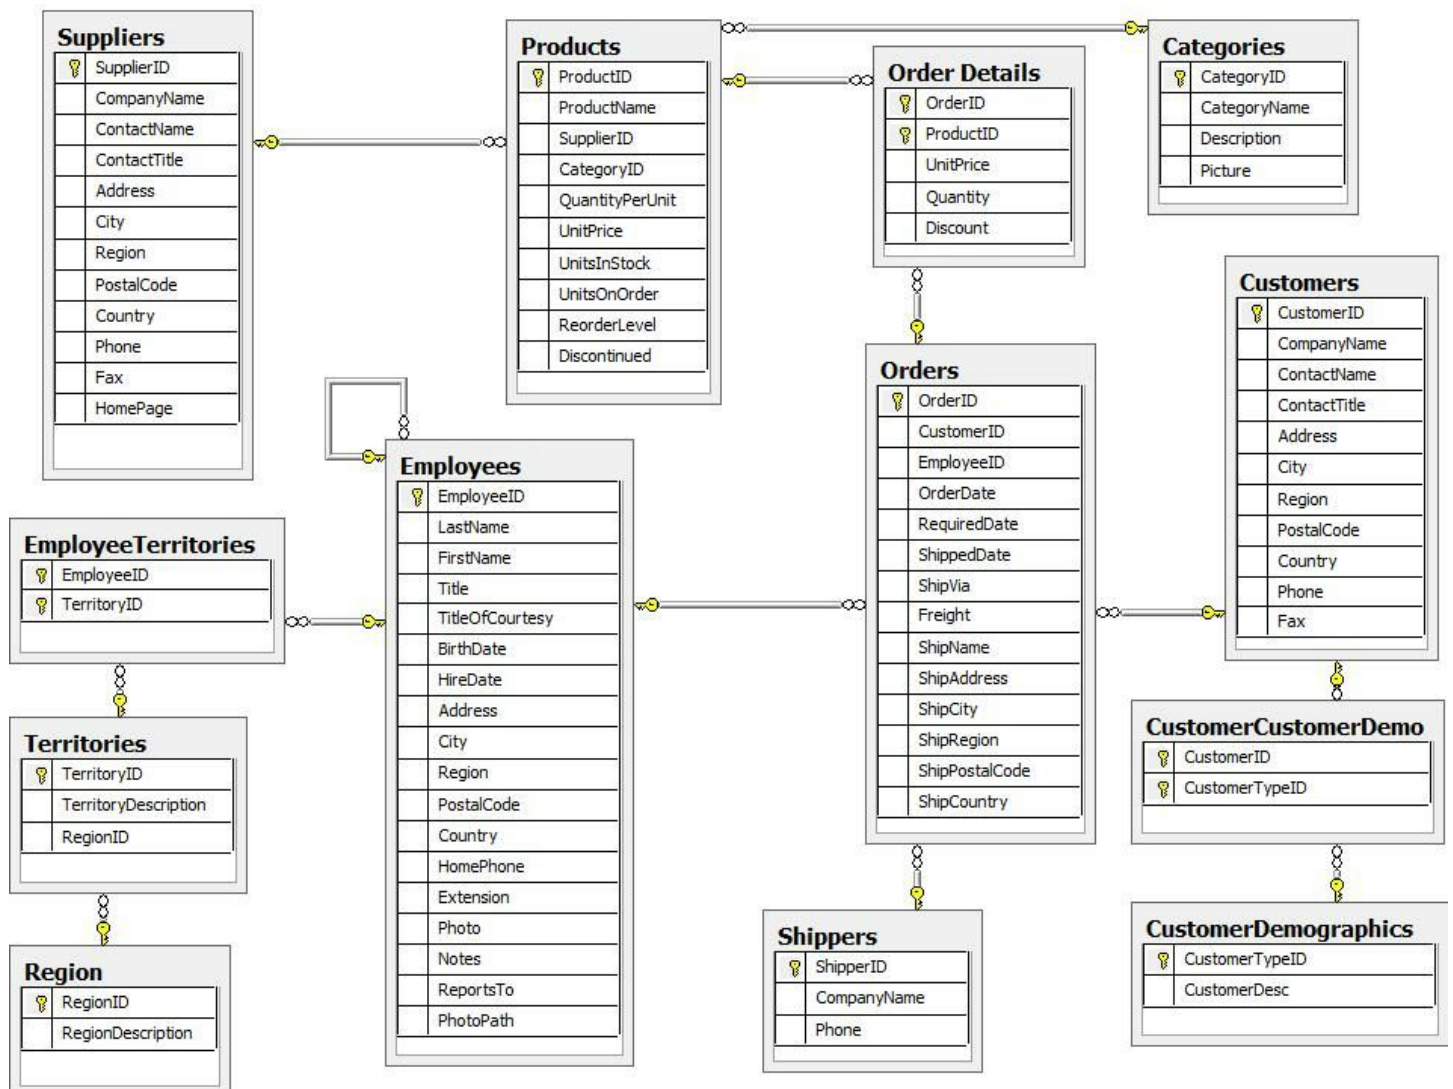 Suppliers
SupplierID
CompanyName
ContactName
ContactTitle
Address
City
Region
PostalCode
Country
Phone
Fax
HomePage
Products
ProductID
ProductName
SupplierID
CategoryID
QuantityPerUnit
UnitPrice
UnitsInStock
UnitsOnOrder
ReorderLevel
Discontinued
Order Details
OrderID
ProductID
UnitPrice
Quantity
Discount
Categories
CategoryID
CategoryName
Description
Picture
Customers
CustomerID
CompanyName
ContactName
ContactTitle
Address
City
Region
PostalCode
Country
Phone
Fax
Orders
OrderID
CustomerID
EmployeeID
OrderDate
RequiredDate
ShippedDate
ShipVia
Freight
ShipName
ShipAddress
ShipCity
ShipRegion
ShipPostalCode
ShipCountry
Employees
EmployeeID
LastName
FirstName
Title
TitleOfCourtesy
BirthDate
HireDate
Address
City
Region
PostalCode
Country
HomePhone
Extension
Photo
Notes
ReportsTo
PhotoPath
EmployeeTerritories
EmployeeID
TerritoryID
Territories
TerritoryID
TerritoryDescription
RegionID
Region
RegionID
RegionDescription
Shippers
ShipperID
CompanyName
Phone
CustomerCustomerDemo
CustomerID
CustomerTypeID
CustomerDemographics
CustomerTypeID
CustomerDesc